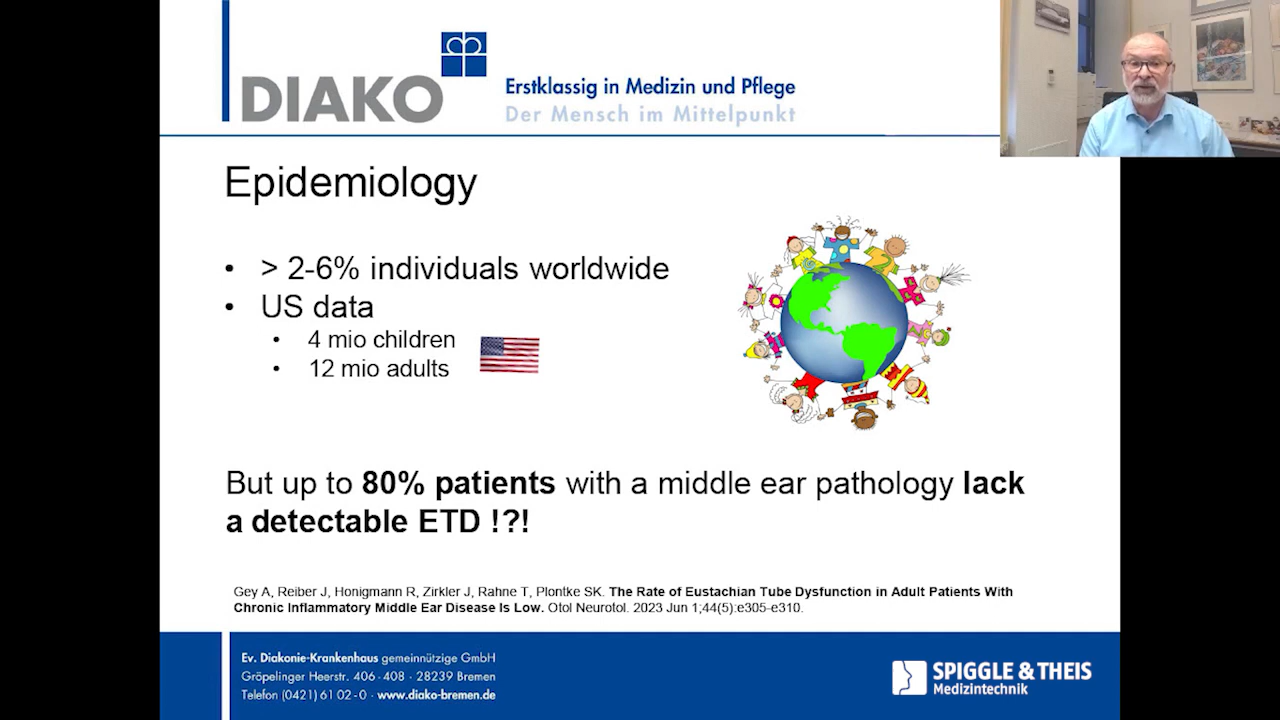 DIAKO
Erstklassig in Medizin und Pflege
Der Mensch im Mittelpunkt
Epidemiology
• > 2-6% individuals worldwide
• US data
• 4 mio children
• 12 mio adults
But up to 80% patients with a middle ear pathology lack
a detectable ETD !?!
Gey A, Reiber J, Honigmann R, Zirkler J, Rahne T, Plontke SK. The Rate of Eustachian Tube Dysfunction in Adult Patients With
Chronic Inflammatory Middle Ear Disease Is Low. Otol Neurotol. 2023 Jun 1;44(5):e305-e310.
Ev. Diakonie-Krankenhaus gemeinnützige GmbH
Gröpelinger Heerstr. 406 - 408 · 28239 Bremen
Telefon (0421) 61 02 - 0 · www.diako-bremen.de
SPIGGLE & THEIS
Medizintechnik